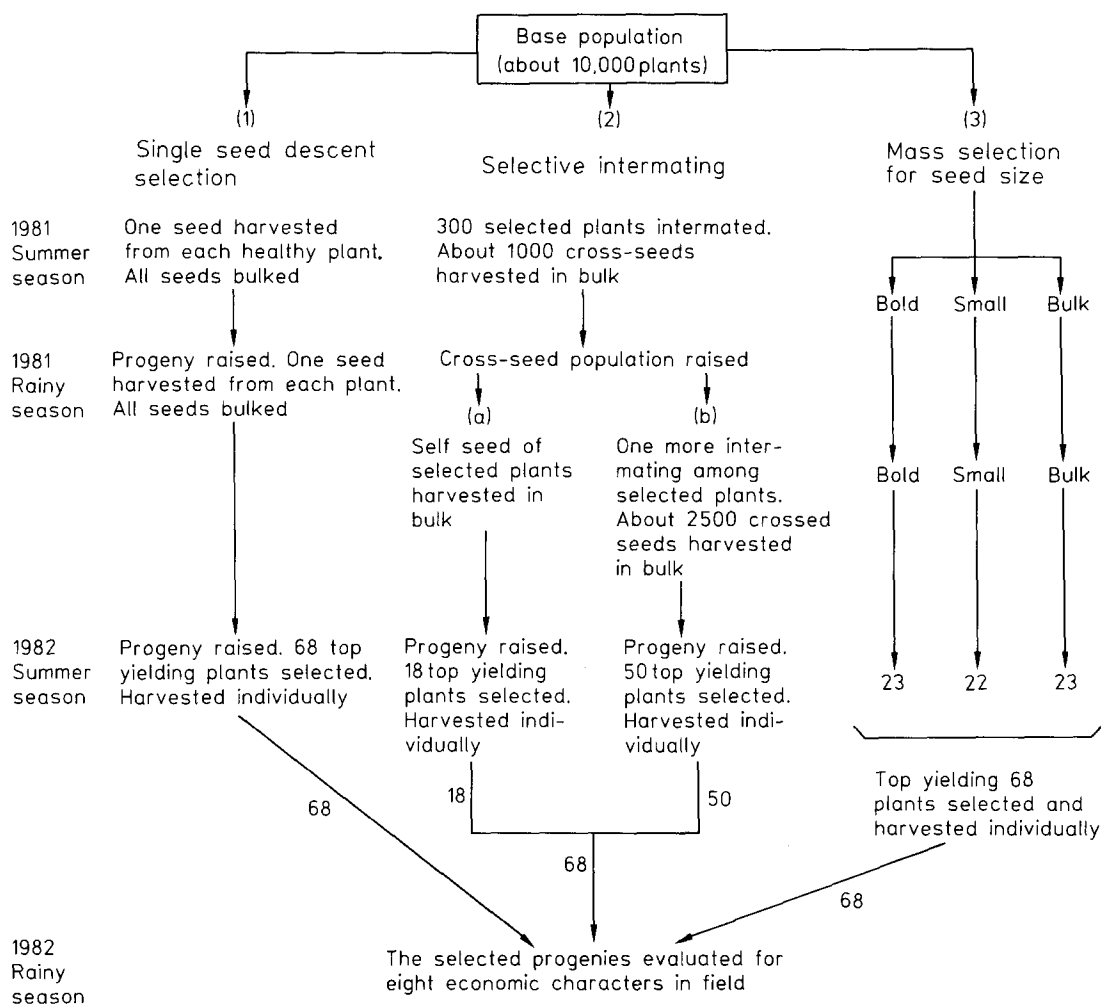 Base population
(about 10,000 plants)
(1)
(2)
(3)
Single seed descent
selection
Selective intermating
Mass selection
for seed size
1981
Summer
season
One seed harvested
from each healthy plant.
All seeds bulked
300 selected plants intermated.
About 1000 cross-seeds
harvested in bulk
Bold
Small
Bulk
1981
Rainy
season
Progeny raised. One seed
harvested from each plant.
All seeds bulked
Cross-seed population raised
(a)
(b)
Self seed of
selected plants
harvested in
bulk
One more inter-
mating among
selected plants.
About 2500 crossed
seeds harvested
in bulk
Bold
Small
Bulk
1982
Summer
season
Progeny raised. 68 top
yielding plants selected.
Harvested individually
Progeny raised.
18 top yielding
plants selected.
Harvested indi-
vidually
Progeny raised.
50 top yielding
plants selected.
Harvested indi-
vidually
23
22
23
Top yielding 68
plants selected and
harvested individually
68
18
50
68
68
1982
Rainy
season
The selected progenies evaluated for
eight economic characters in field